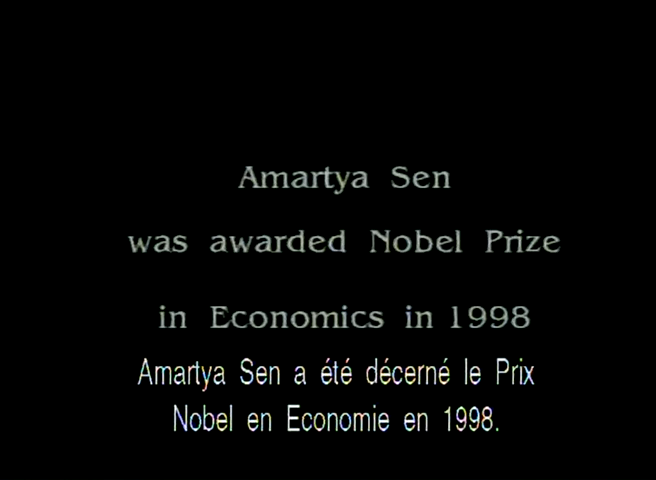 Amartya Sen
was awarded Nobel Prize
in Economics in 1998
Amartya Sen a été décerné le Prix
Nobel en Economie en 1998.